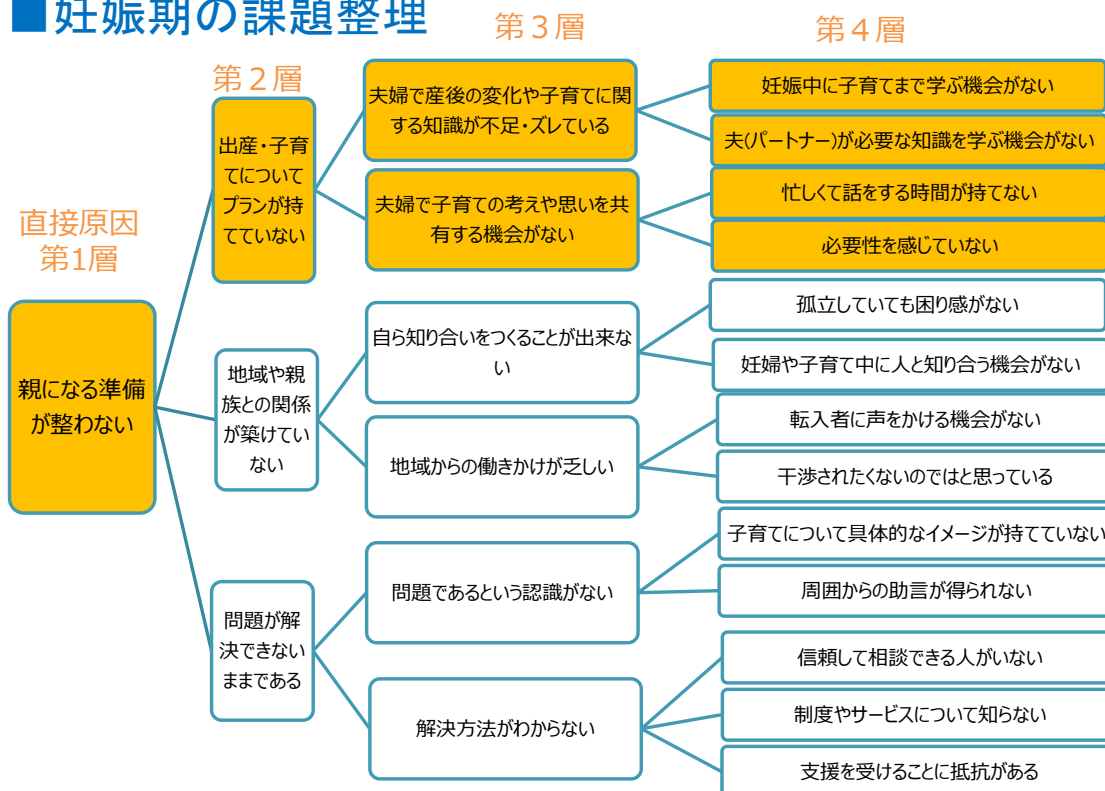 ■妊娠期の課題整理
第３層
第４層
第２層
直接原因
第1層
親になる準備
が整わない
出産・子育
てについて
プランが持
てていない
夫婦で産後の変化や子育てに関
する知識が不足・ズレている
妊娠中に子育てまで学ぶ機会がない
夫(パートナー)が必要な知識を学ぶ機会がない
夫婦で子育ての考えや思いを共
有する機会がない
忙しくて話をする時間が持てない
必要性を感じていない
地域や親
族との関係
が築けてい
ない
自ら知り合いをつくることが出来な
い
孤立していても困り感がない
妊婦や子育て中に人と知り合う機会がない
地域からの働きかけが乏しい
転入者に声をかける機会がない
干渉されたくないのではと思っている
問題が解
決できない
ままである
問題であるという認識がない
子育てについて具体的なイメージが持てていない
周囲からの助言が得られない
解決方法がわからない
信頼して相談できる人がいない
制度やサービスについて知らない
支援を受けることに抵抗がある